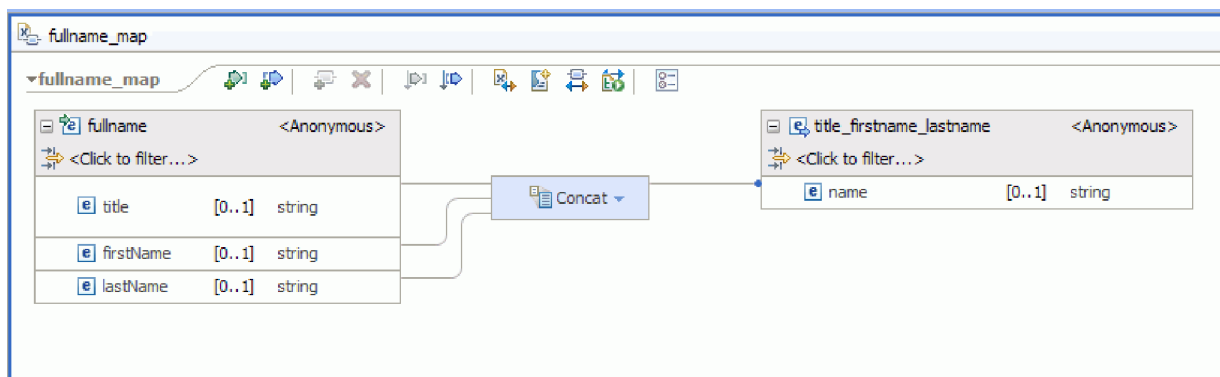 fullname_map
fullname_map
fullname <Anonymous>
<Click to filter...>
title [0..1] string
firstName [0..1] string
lastName [0..1] string
Concat
title_firstname_lastname <Anonymous>
<Click to filter...>
name [0..1] string